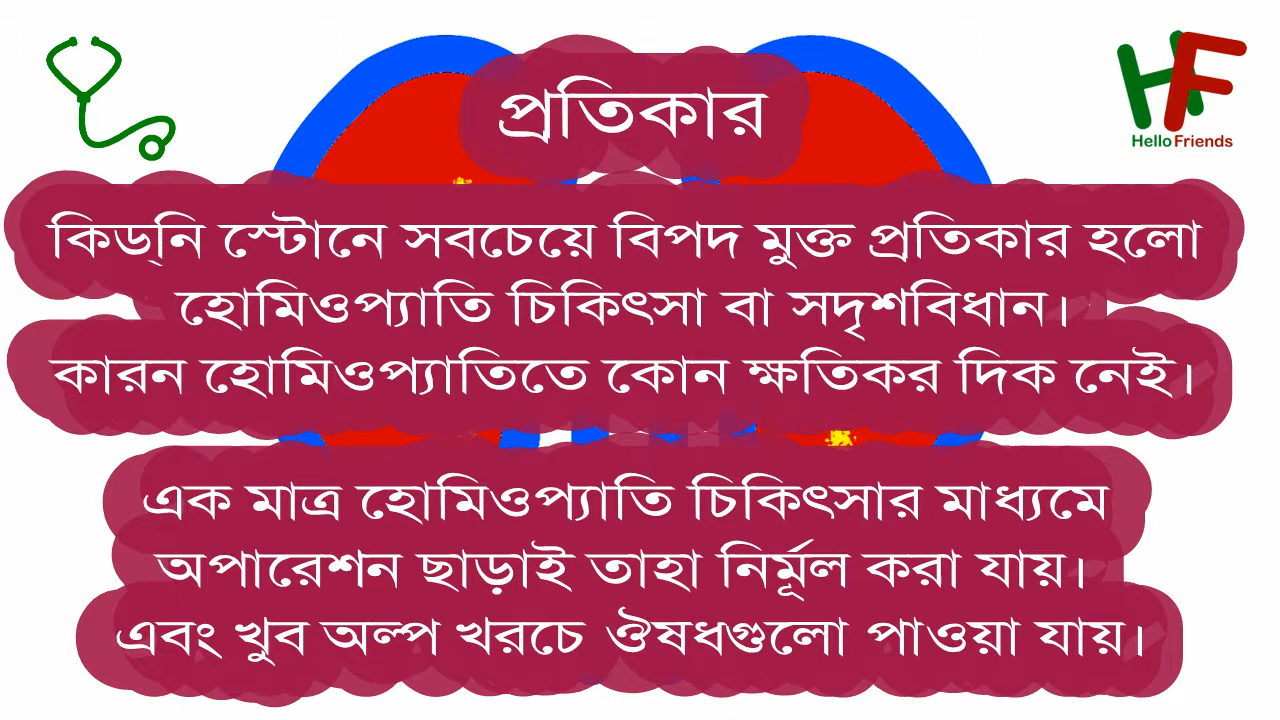 প্রতিকার
Hello Friends
কিড্নি স্টোনে সবচেয়ে বিপদ মুক্ত প্রতিকার হলো
হোমিওপ্যাতি চিকিৎসা বা সদৃশবিধান।
কারন হোমিওপ্যাতিতে কোন ক্ষতিকর দিক নেই।
এক মাত্র হোমিওপ্যাতি চিকিৎসার মাধ্যমে
অপারেশন ছাড়াই তাহা নির্মূল করা যায়।
এবং খুব অল্প খরচে ঔষধগুলো পাওয়া যায়।